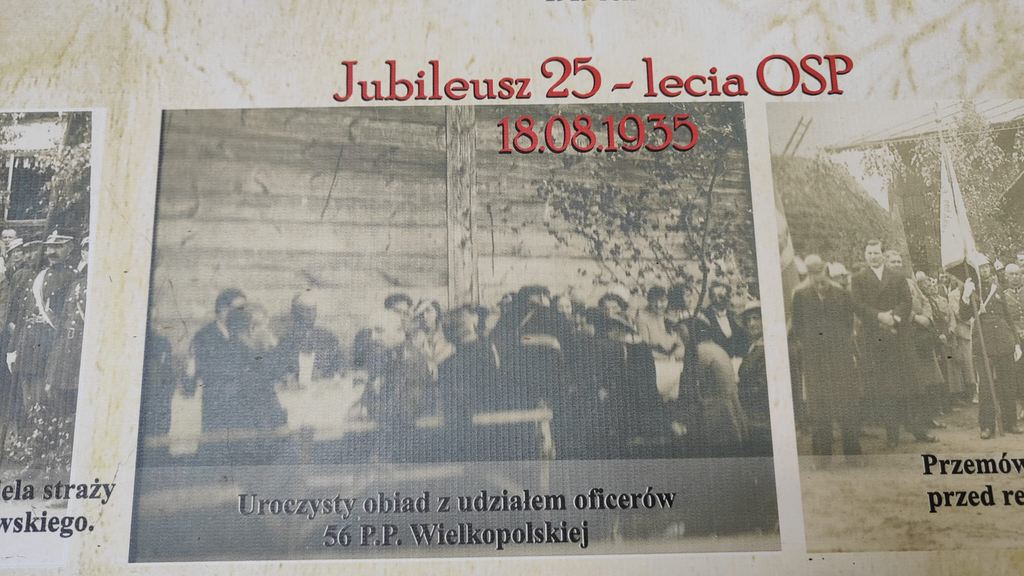 Jubileusz 25 - lecia OSP
18.08.1935
ela straży
wskiego.
Uroczysty obiad z udziałem oficerów
56 P.P. Wielkopolskiej
Przemów
przed re